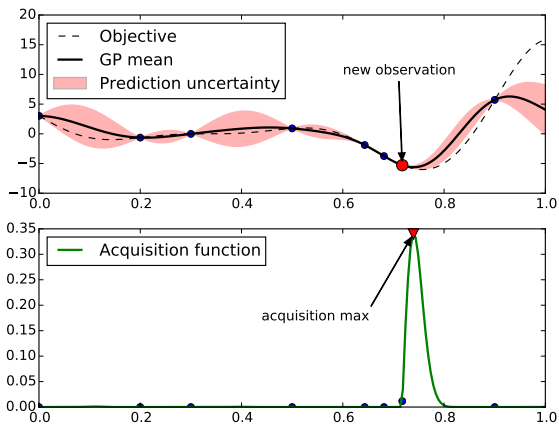 20
15
10
5
0
−5
−10
Objective
GP mean
Prediction uncertainty
new observation
0.0 0.2 0.4 0.6 0.8 1.0
0.35
0.30
0.25
0.20
0.15
0.10
0.05
0.00
Acquisition function
acquisition max
0.0 0.2 0.4 0.6 0.8 1.0